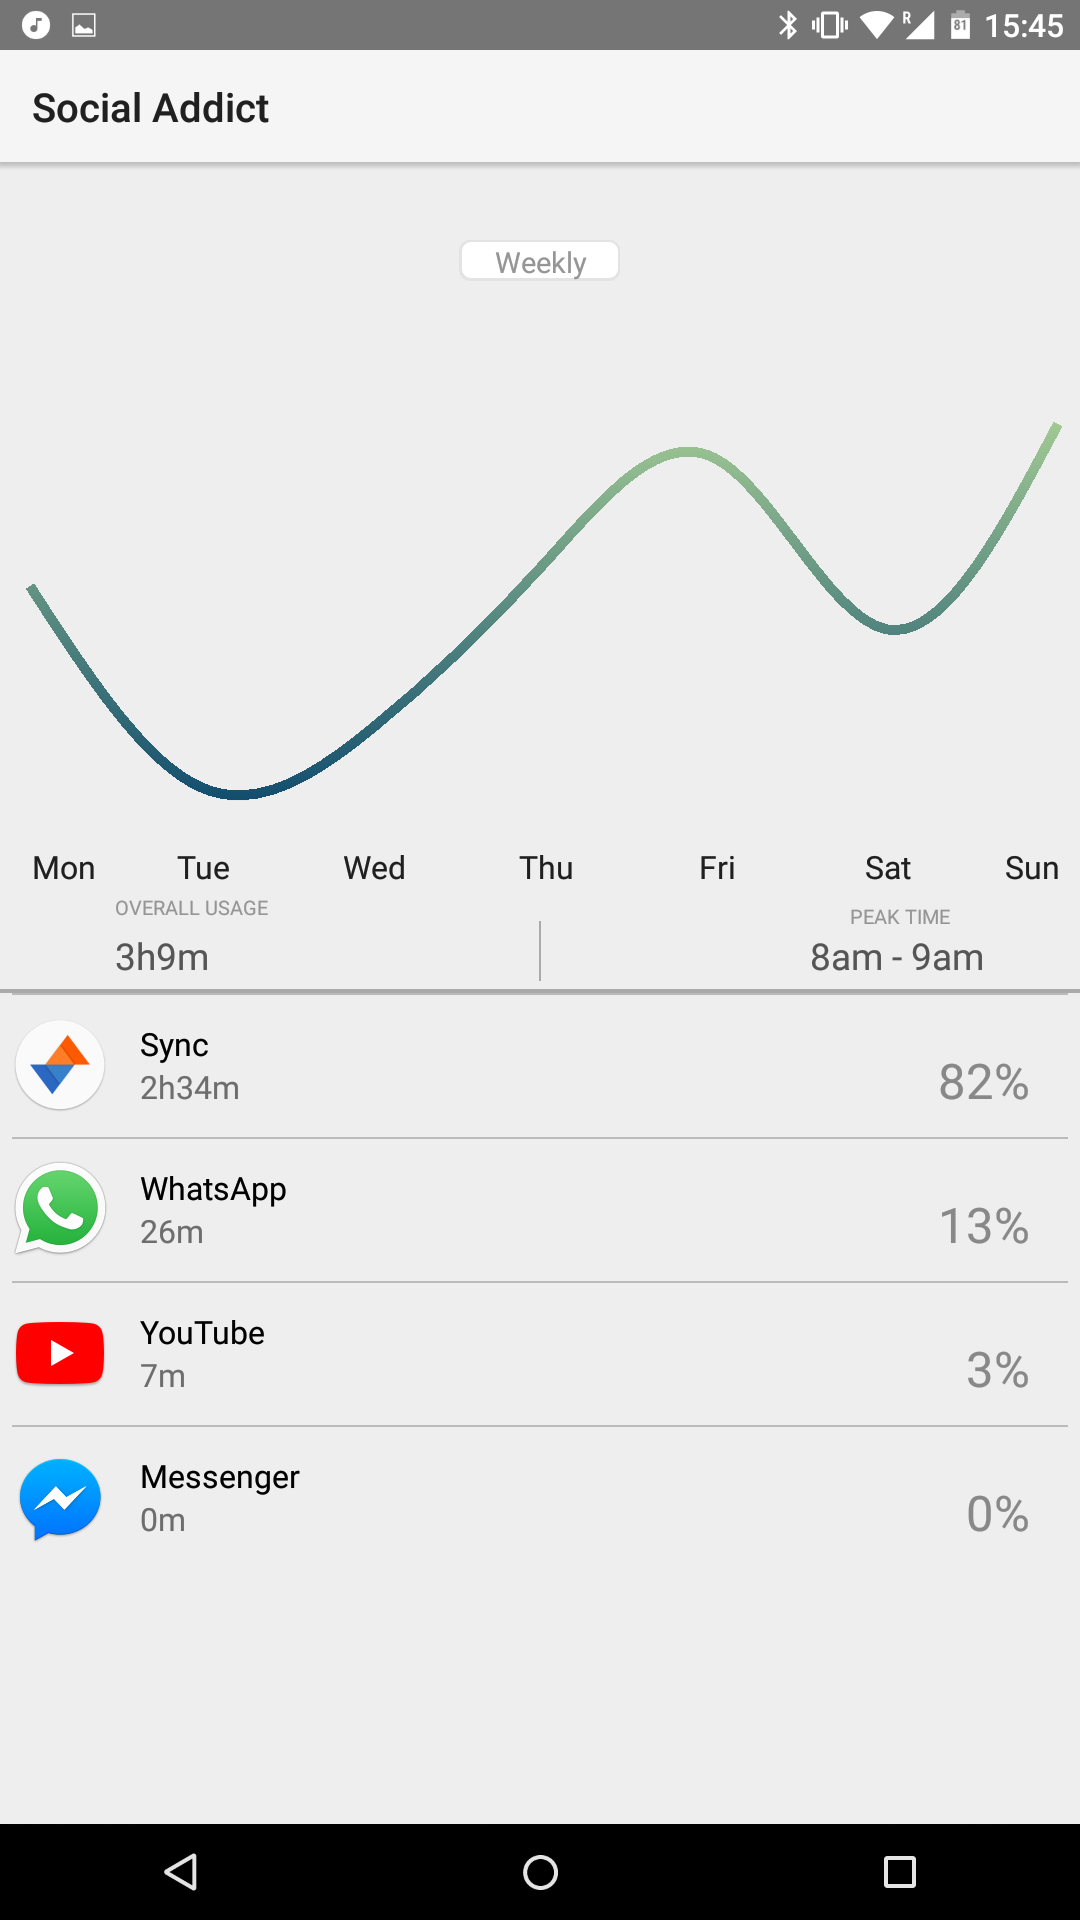 R 81 15:45
Social Addict
Weekly
Mon Tue Wed Thu Fri Sat Sun
OVERALL USAGE PEAK TIME
3h9m 8am - 9am
Sync
2h34m 82%
WhatsApp
26m 13%
YouTube
7m 3%
Messenger
0m 0%